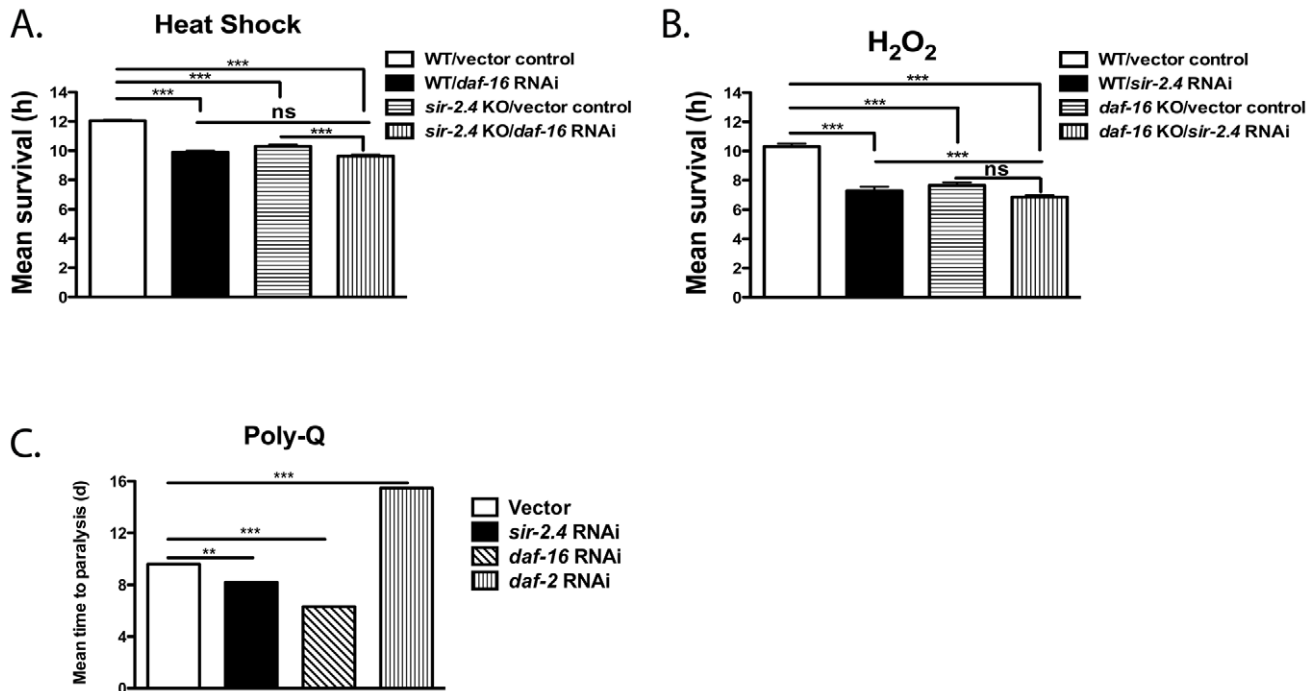 A.
Heat Shock
Mean survival (h)
14
12
10
8
6
4
2
0
***
***
***
ns
***
WT/vector control
WT/daf-16 RNAi
sir-2.4 KO/vector control
sir-2.4 KO/daf-16 RNAi
B.
H₂O₂
Mean survival (h)
14
12
10
8
6
4
2
0
***
***
***
***
ns
WT/vector control
WT/sir-2.4 RNAi
daf-16 KO/vector control
daf-16 KO/sir-2.4 RNAi
C.
Poly-Q
Mean time to paralysis (d)
16
12
8
4
0
***
***
**
Vector
sir-2.4 RNAi
daf-16 RNAi
daf-2 RNAi